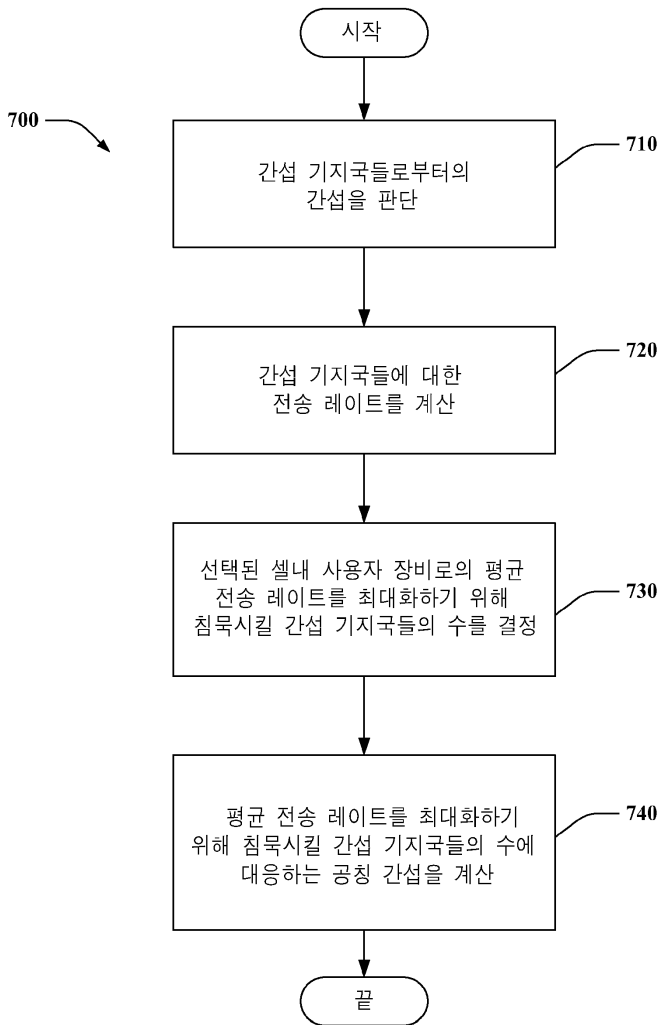 시작
700
간섭 기지국들로부터의
간섭을 판단
710
간섭 기지국들에 대한
전송 레이트를 계산
720
선택된 셀내 사용자 장비로의 평균
전송 레이트를 최대화하기 위해
침묵시킬 간섭 기지국들의 수를 결정
730
평균 전송 레이트를 최대화하기
위해 침묵시킬 간섭 기지국들의 수에
대응하는 공칭 간섭을 계산
740
끝